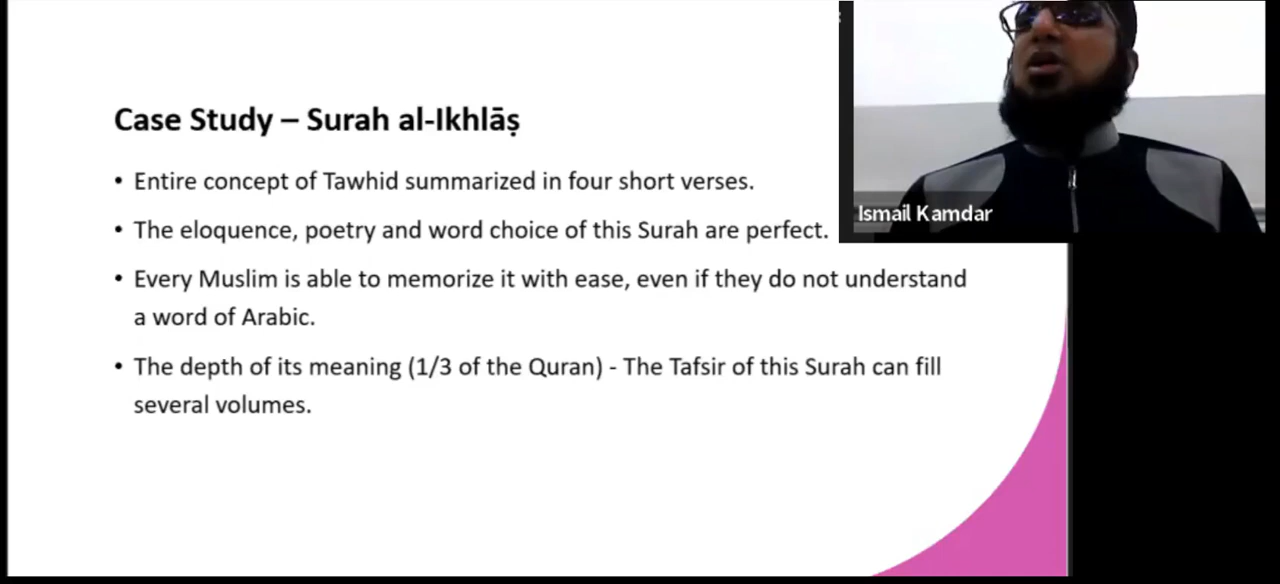 Case Study – Surah al-Ikhlāṣ
• Entire concept of Tawhid summarized in four short verses.
• The eloquence, poetry and word choice of this Surah are perfect.
• Every Muslim is able to memorize it with ease, even if they do not understand
a word of Arabic.
• The depth of its meaning (1/3 of the Quran) - The Tafsir of this Surah can fill
several volumes.
Ismail Kamdar